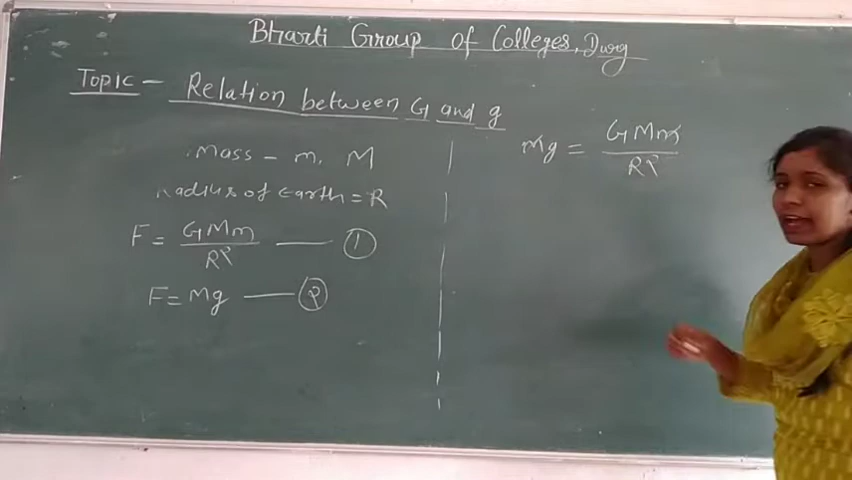 Bharti Group of Colleges, Durg
Topic - Relation between G and g
Mass - m, M
Radius of Earth = R
F = GMm/R² —— ①
F = mg —— ②
mg = GMm/R²